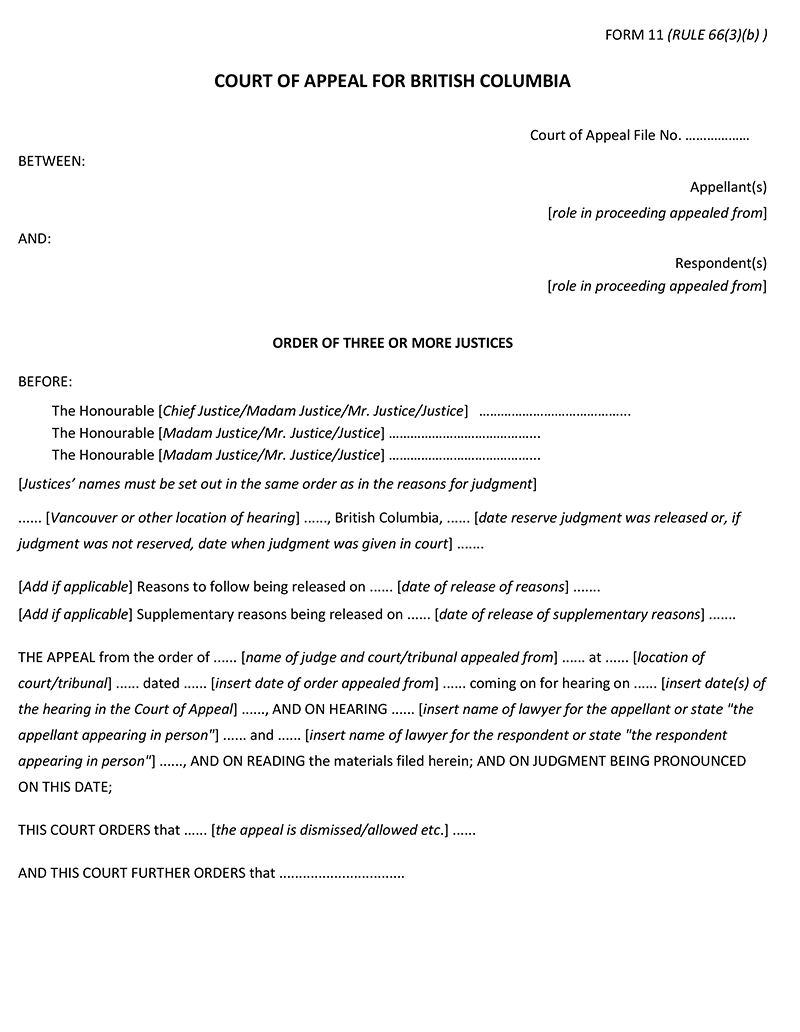 FORM 11 (RULE 66(3)(b) )
COURT OF APPEAL FOR BRITISH COLUMBIA
Court of Appeal File No. ………………
BETWEEN:
Appellant(s)
[role in proceeding appealed from]
AND:
Respondent(s)
[role in proceeding appealed from]
ORDER OF THREE OR MORE JUSTICES
BEFORE:
The Honourable [Chief Justice/Madam Justice/Mr. Justice/Justice] …………………………………..
The Honourable [Madam Justice/Mr. Justice/Justice] …………………………………..
The Honourable [Madam Justice/Mr. Justice/Justice] …………………………………..
[Justices’ names must be set out in the same order as in the reasons for judgment]
...... [Vancouver or other location of hearing] ......, British Columbia, ...... [date reserve judgment was released or, if
judgment was not reserved, date when judgment was given in court] .......
[Add if applicable] Reasons to follow being released on ...... [date of release of reasons] .......
[Add if applicable] Supplementary reasons being released on ...... [date of release of supplementary reasons] .......
THE APPEAL from the order of ...... [name of judge and court/tribunal appealed from] ...... at ...... [location of
court/tribunal] ...... dated ...... [insert date of order appealed from] ...... coming on for hearing on ...... [insert date(s) of
the hearing in the Court of Appeal] ......, AND ON HEARING ...... [insert name of lawyer for the appellant or state "the
appellant appearing in person"] ...... and ...... [insert name of lawyer for the respondent or state "the respondent
appearing in person"] ......, AND ON READING the materials filed herein; AND ON JUDGMENT BEING PRONOUNCED
ON THIS DATE;
THIS COURT ORDERS that ...... [the appeal is dismissed/allowed etc.] ......
AND THIS COURT FURTHER ORDERS that ................................